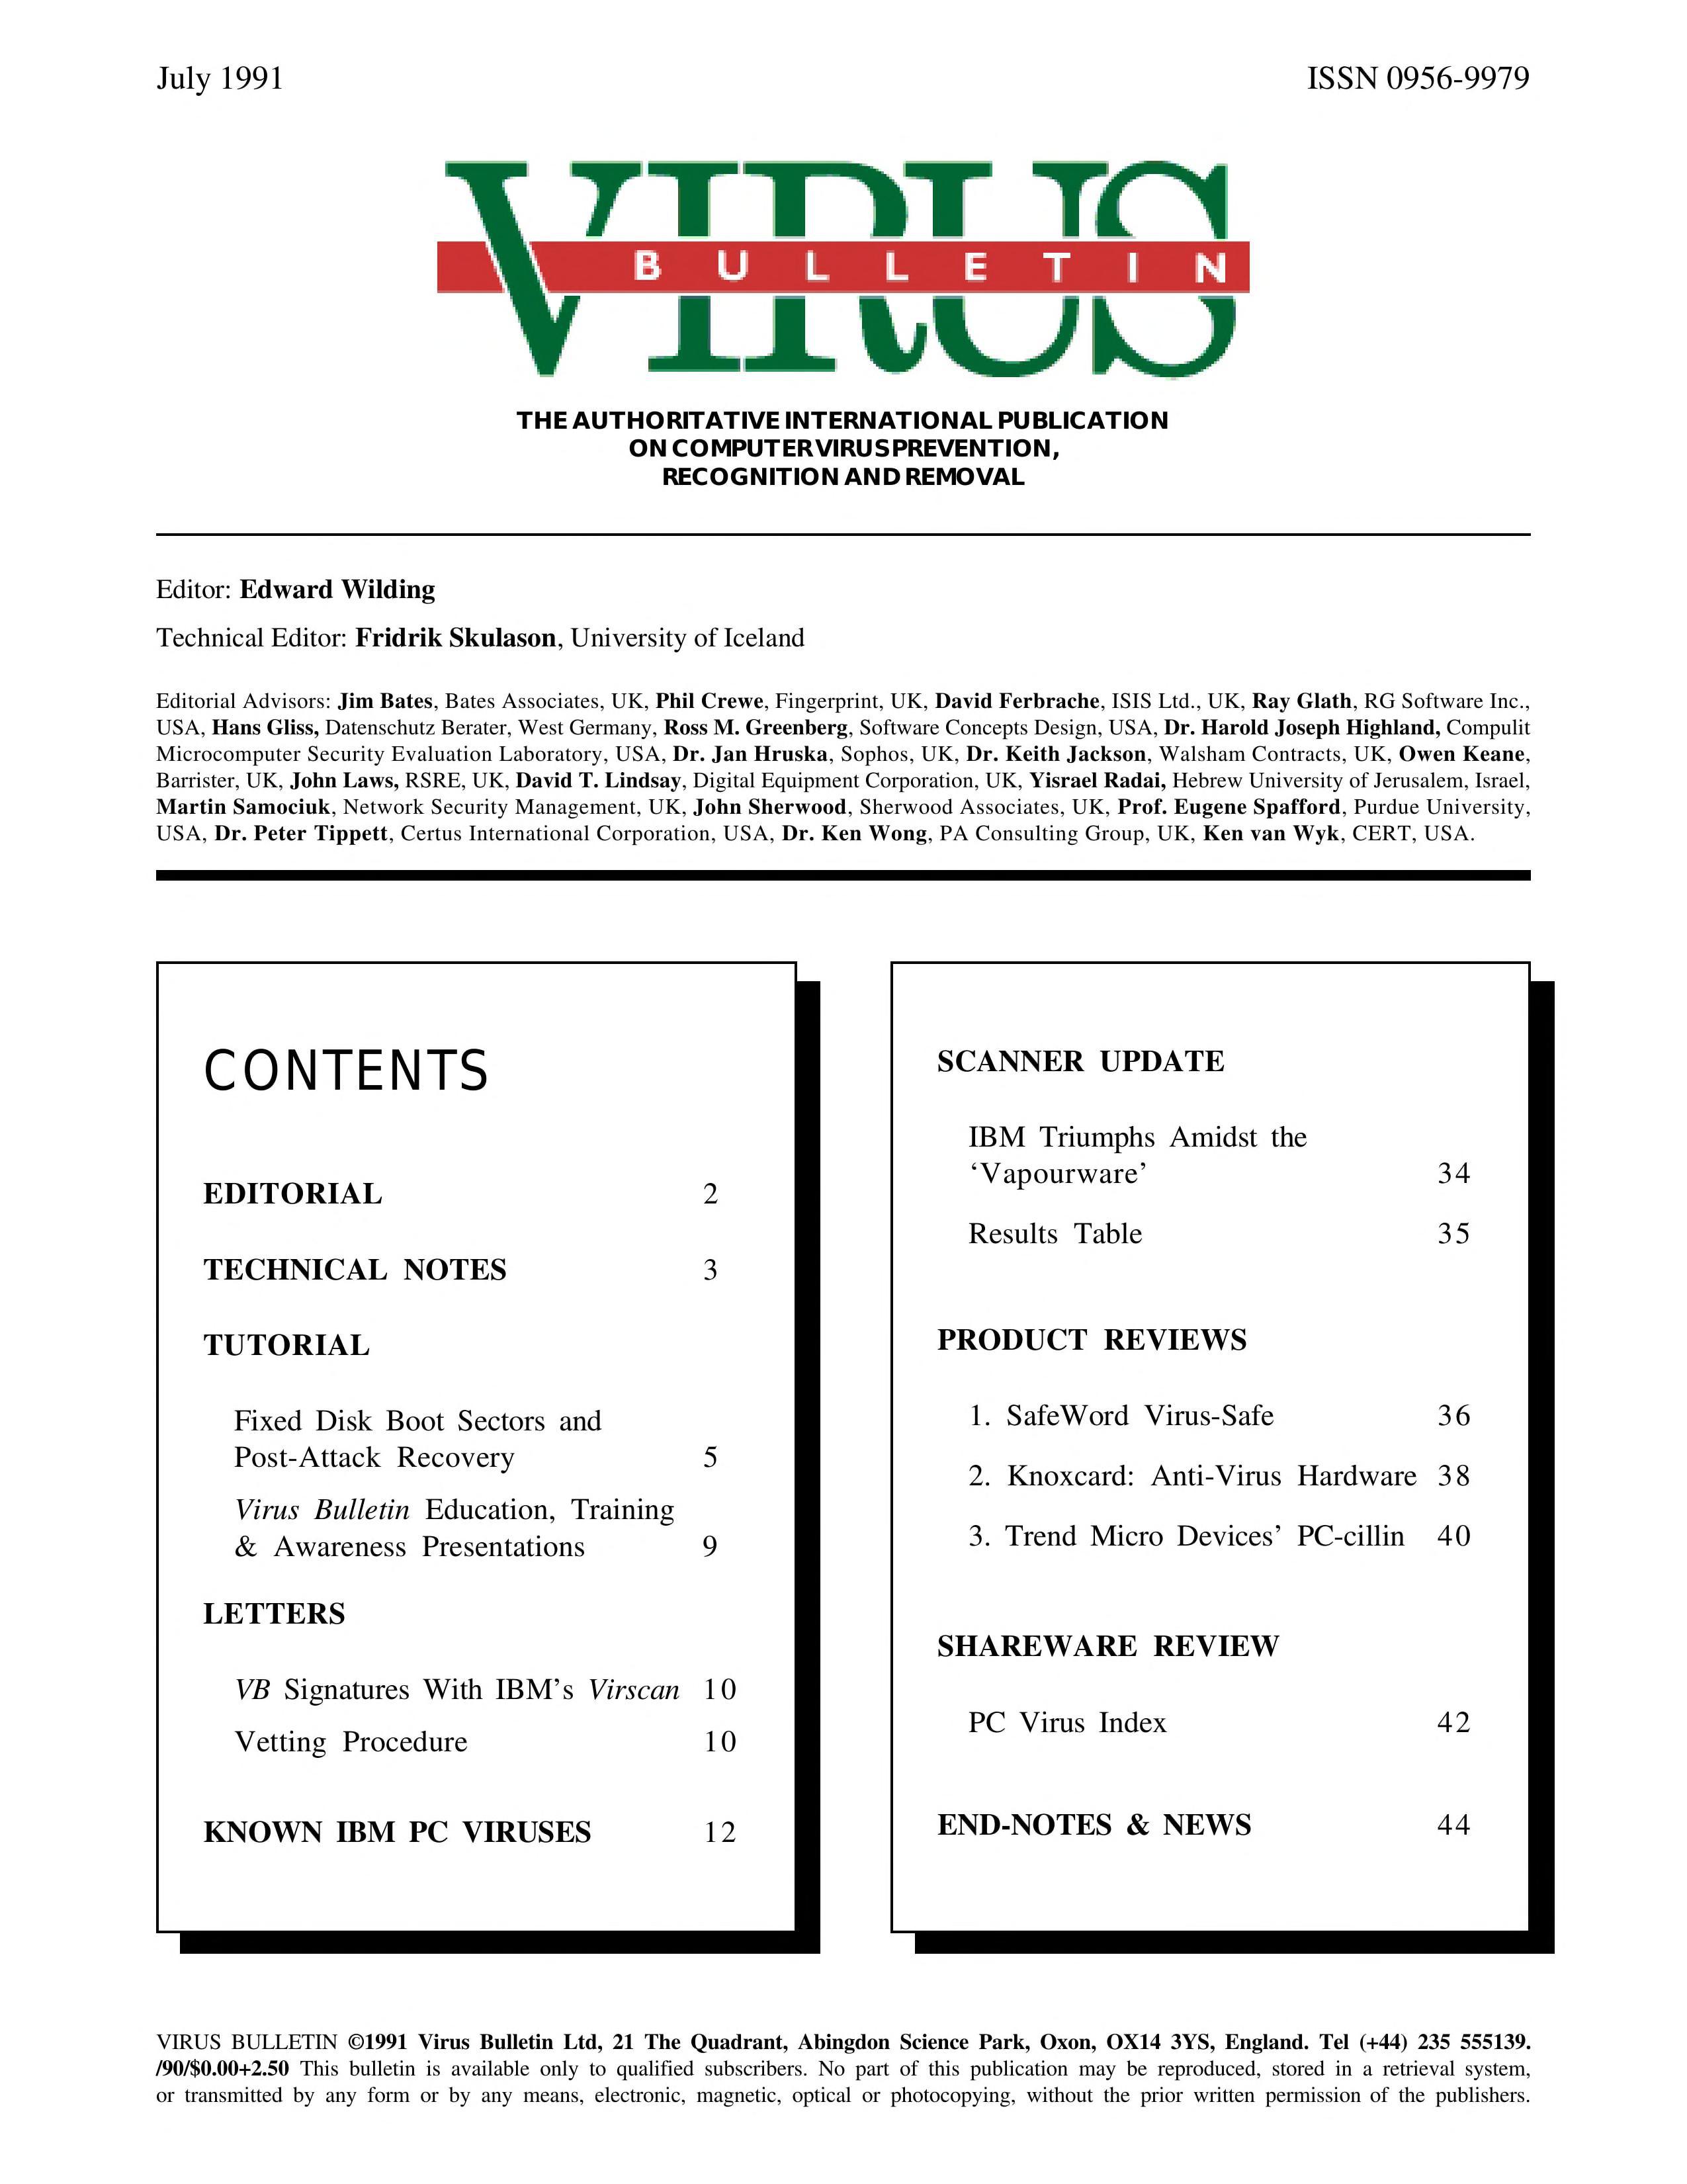 July 1991
ISSN 0956-9979
VIRUS
BULLETIN
THE AUTHORITATIVE INTERNATIONAL PUBLICATION
ON COMPUTER VIRUS PREVENTION,
RECOGNITION AND REMOVAL
Editor: Edward Wilding
Technical Editor: Fridrik Skulason, University of Iceland
Editorial Advisors: Jim Bates, Bates Associates, UK, Phil Crewe, Fingerprint, UK, David Ferbrache, ISIS Ltd., UK, Ray Glath, RG Software Inc.,
USA, Hans Gliss, Datenschutz Berater, West Germany, Ross M. Greenberg, Software Concepts Design, USA, Dr. Harold Joseph Highland, Compulit
Microcomputer Security Evaluation Laboratory, USA, Dr. Jan Hruska, Sophos, UK, Dr. Keith Jackson, Walsham Contracts, UK, Owen Keane,
Barrister, UK, John Laws, RSRE, UK, David T. Lindsay, Digital Equipment Corporation, UK, Yisrael Radai, Hebrew University of Jerusalem, Israel,
Martin Samociuk, Network Security Management, UK, John Sherwood, Sherwood Associates, UK, Prof. Eugene Spafford, Purdue University,
USA, Dr. Peter Tippett, Certus International Corporation, USA, Dr. Ken Wong, PA Consulting Group, UK, Ken van Wyk, CERT, USA.
CONTENTS
EDITORIAL 2
TECHNICAL NOTES 3
TUTORIAL
Fixed Disk Boot Sectors and
Post-Attack Recovery 5
Virus Bulletin Education, Training
& Awareness Presentations 9
LETTERS
VB Signatures With IBM's Virscan 10
Vetting Procedure 10
KNOWN IBM PC VIRUSES 12
SCANNER UPDATE
IBM Triumphs Amidst the
‘Vapourware’ 34
Results Table 35
PRODUCT REVIEWS
1. SafeWord Virus-Safe 36
2. Knoxcard: Anti-Virus Hardware 38
3. Trend Micro Devices’ PC-cillin 40
SHAREWARE REVIEW
PC Virus Index 42
END-NOTES & NEWS 44
VIRUS BULLETIN ©1991 Virus Bulletin Ltd, 21 The Quadrant, Abingdon Science Park, Oxon, OX14 3YS, England. Tel (+44) 235 555139.
/90/$0.00+2.50 This bulletin is available only to qualified subscribers. No part of this publication may be reproduced, stored in a retrieval system,
or transmitted by any form or by any means, electronic, magnetic, optical or photocopying, without the prior written permission of the publishers.